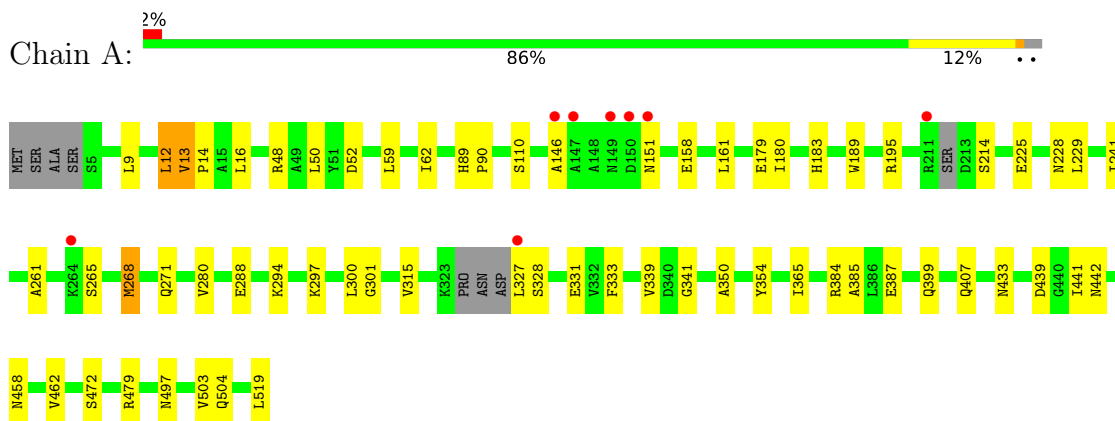 2%
Chain A:
86% 12% • •
MET SER ALA SER S5 L9 L12 V13 P14 A15 L16 R48 A49 L50 Y51 D52 L59 I62 H89 P90 S110 A146 A147 A148 N149 D150 N151 E158 L161 E179 I180 H183 W189 R195 R211 SER D213 S214 E225 N228 L229
A261 K264 S265 M268 Q271 V280 E288 K294 K297 L300 G301 V315 K323 PRO ASN ASP L327 S328 E331 V332 F333 V339 D340 G341 A350 Y354 I365 R384 A385 L386 E387 Q399 Q407 N433 D439 G440 I441 N442
N458 V462 S472 R479 N497 V503 Q504 L519